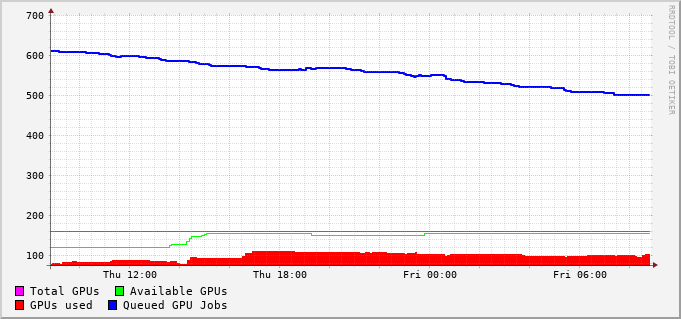 700
600
500
400
300
200
100
Thu 12:00 Thu 18:00 Fri 00:00 Fri 06:00
Total GPUs Available GPUs
GPUs used Queued GPU Jobs
RRDTOOL / TOBI OETIKER